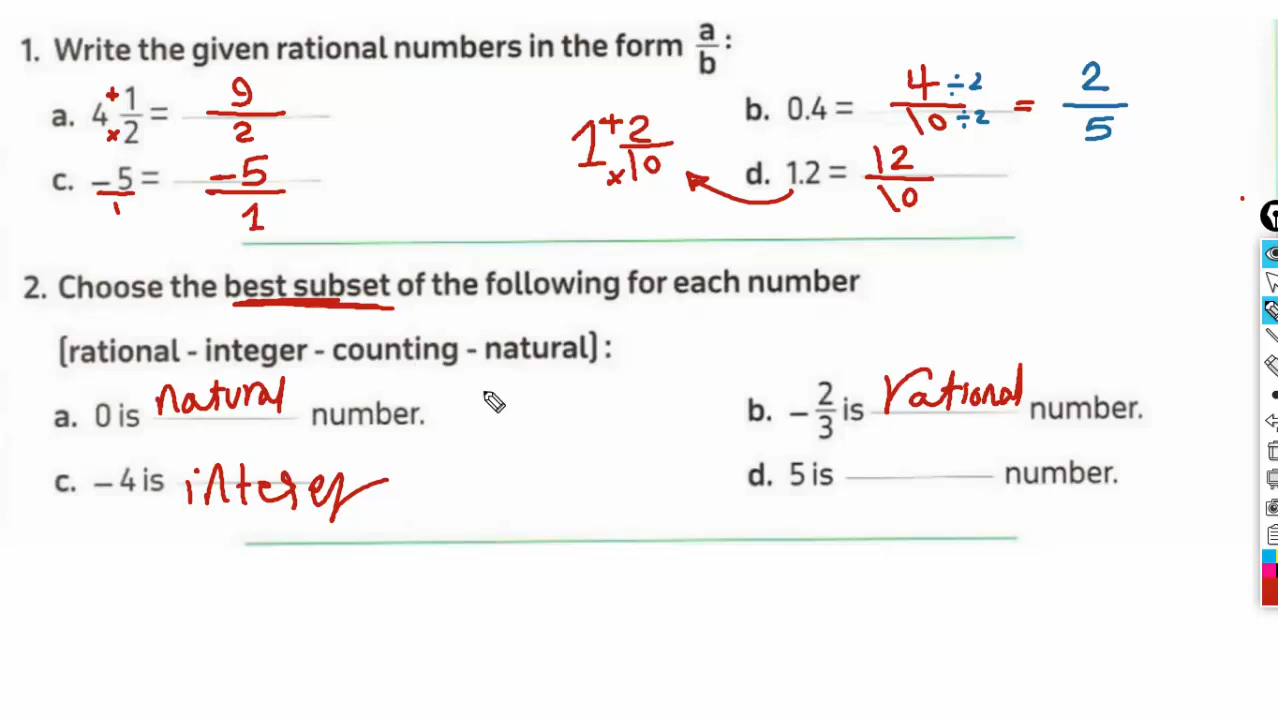 1. Write the given rational numbers in the form a/b:
a. 4 + 1/× 2 = 9/2
b. 0.4 = 4 ÷2/10 ÷2 = 2/5
1 + 2/× 10
c. -5/1 = -5/1
d. 1.2 = 12/10
2. Choose the best subset of the following for each number
[rational - integer - counting - natural]:
a. 0 is natural number.
b. - 2/3 is rational number.
c. - 4 is integer
d. 5 is ________ number.